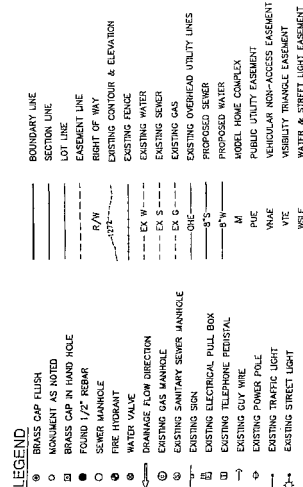 LEGEND
BRASS CAP FLUSH
MONUMENT AS NOTED
BRASS CAP IN HAND HOLE
FOUND 1/2" REBAR
SEWER MANHOLE
FIRE HYDRANT
WATER VALVE
DRAINAGE FLOW DIRECTION
EXISTING GAS MANHOLE
EXISTING SANITARY SEWER MANHOLE
EXISTING SIGN
EXISTING ELECTRICAL PULL BOX
EXISTING TELEPHONE PEDISTAL
EXISTING GUY WIRE
EXISTING POWER POLE
EXISTING TRAFFIC LIGHT
EXISTING STREET LIGHT
BOUNDARY LINE
SECTION LINE
LOT LINE
EASEMENT LINE
R/W RIGHT OF WAY
1272 EXISTING CONTOUR & ELEVATION
EXISTING FENCE
EX W EXISTING WATER
EX S EXISTING SEWER
EX G EXISTING GAS
OHE EXISTING OVERHEAD UTILITY LINES
8"S PROPOSED SEWER
8"W PROPOSED WATER
M MODEL HOME COMPLEX
PUE PUBLIC UTILITY EASEMENT
VNAE VEHICULAR NON-ACCESS EASEMENT
VTE VISIBILITY TRIANGLE EASEMENT
WSLE WATER & STREET LIGHT EASEMENT